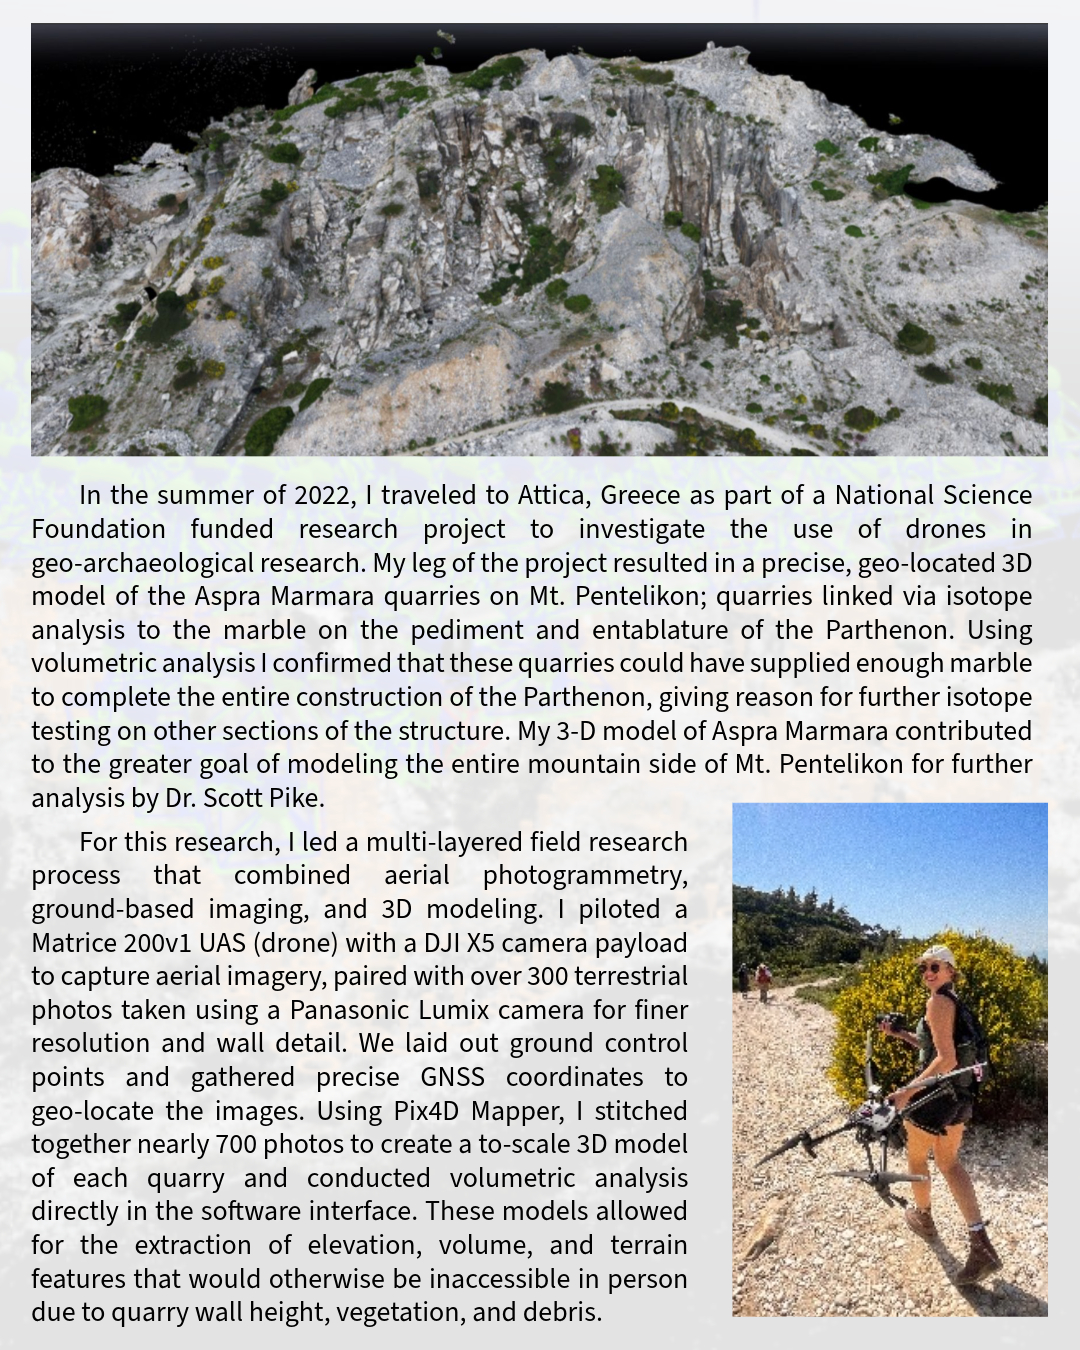 In the summer of 2022, I traveled to Attica, Greece as part of a National Science
Foundation funded research project to investigate the use of drones in
geo-archaeological research. My leg of the project resulted in a precise, geo-located 3D
model of the Aspra Marmara quarries on Mt. Pentelikon; quarries linked via isotope
analysis to the marble on the pediment and entablature of the Parthenon. Using
volumetric analysis I confirmed that these quarries could have supplied enough marble
to complete the entire construction of the Parthenon, giving reason for further isotope
testing on other sections of the structure. My 3-D model of Aspra Marmara contributed
to the greater goal of modeling the entire mountain side of Mt. Pentelikon for further
analysis by Dr. Scott Pike.
For this research, I led a multi-layered field research
process that combined aerial photogrammetry,
ground-based imaging, and 3D modeling. I piloted a
Matrice 200v1 UAS (drone) with a DJI X5 camera payload
to capture aerial imagery, paired with over 300 terrestrial
photos taken using a Panasonic Lumix camera for finer
resolution and wall detail. We laid out ground control
points and gathered precise GNSS coordinates to
geo-locate the images. Using Pix4D Mapper, I stitched
together nearly 700 photos to create a to-scale 3D model
of each quarry and conducted volumetric analysis
directly in the software interface. These models allowed
for the extraction of elevation, volume, and terrain
features that would otherwise be inaccessible in person
due to quarry wall height, vegetation, and debris.